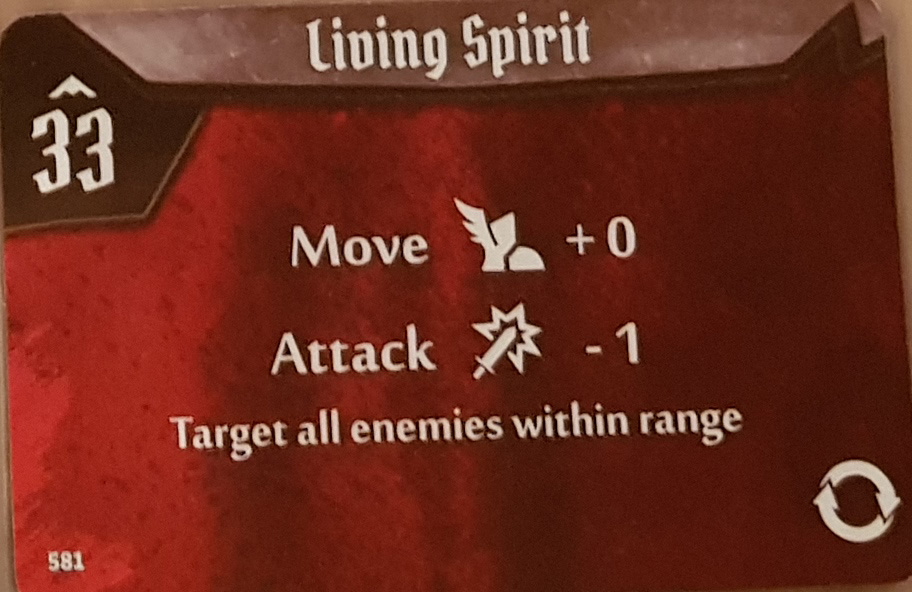 Living Spirit
33
Move + 0
Attack - 1
Target all enemies within range
581